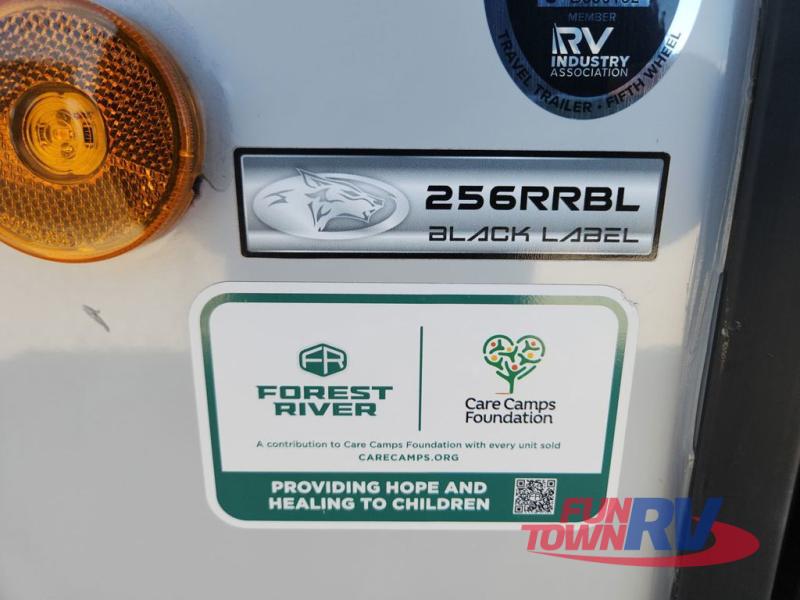 MEMBER
RV
INDUSTRY
ASSOCIATION
TRAVEL TRAILER • FIFTH WHEEL
256RRBL
BLACK LABEL
FR
FOREST
RIVER
Care Camps
Foundation
A contribution to Care Camps Foundation with every unit sold
CARECAMPS.ORG
PROVIDING HOPE AND
HEALING TO CHILDREN
FUN
TOWN
RV